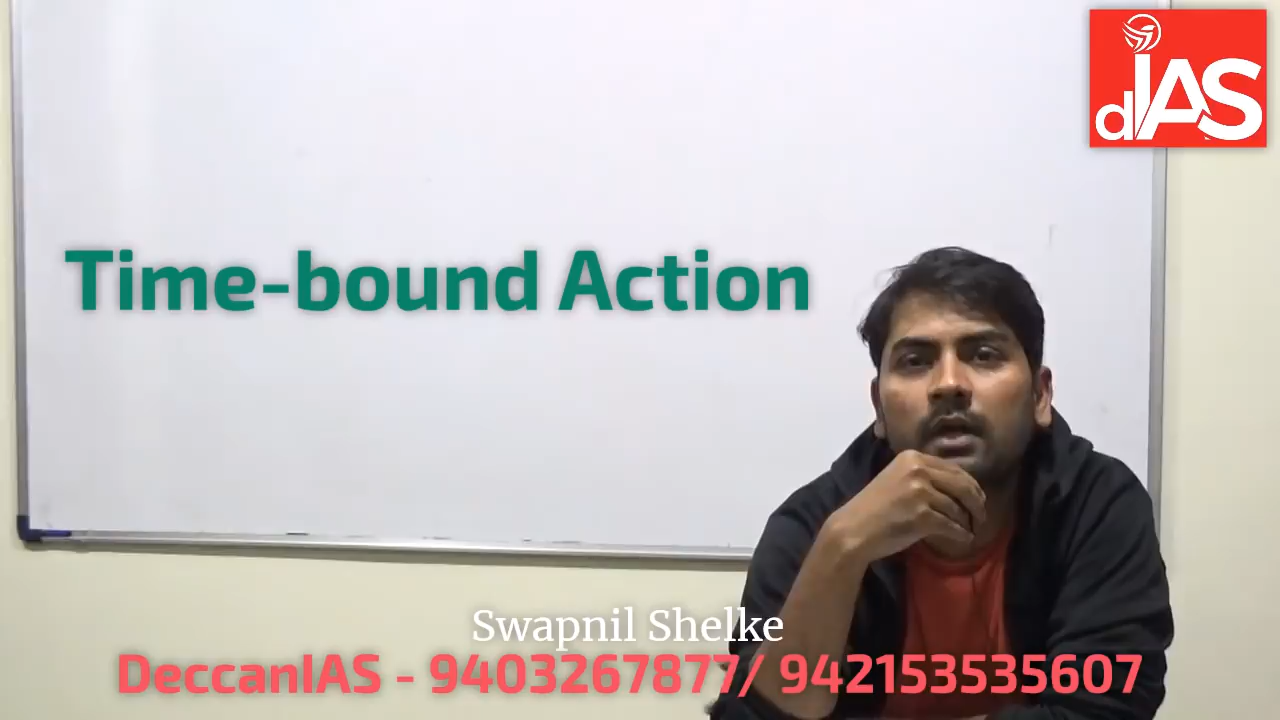 dIAS
Time-bound Action
Swapnil Shelke
DeccanIAS - 9403267877/ 942153535607